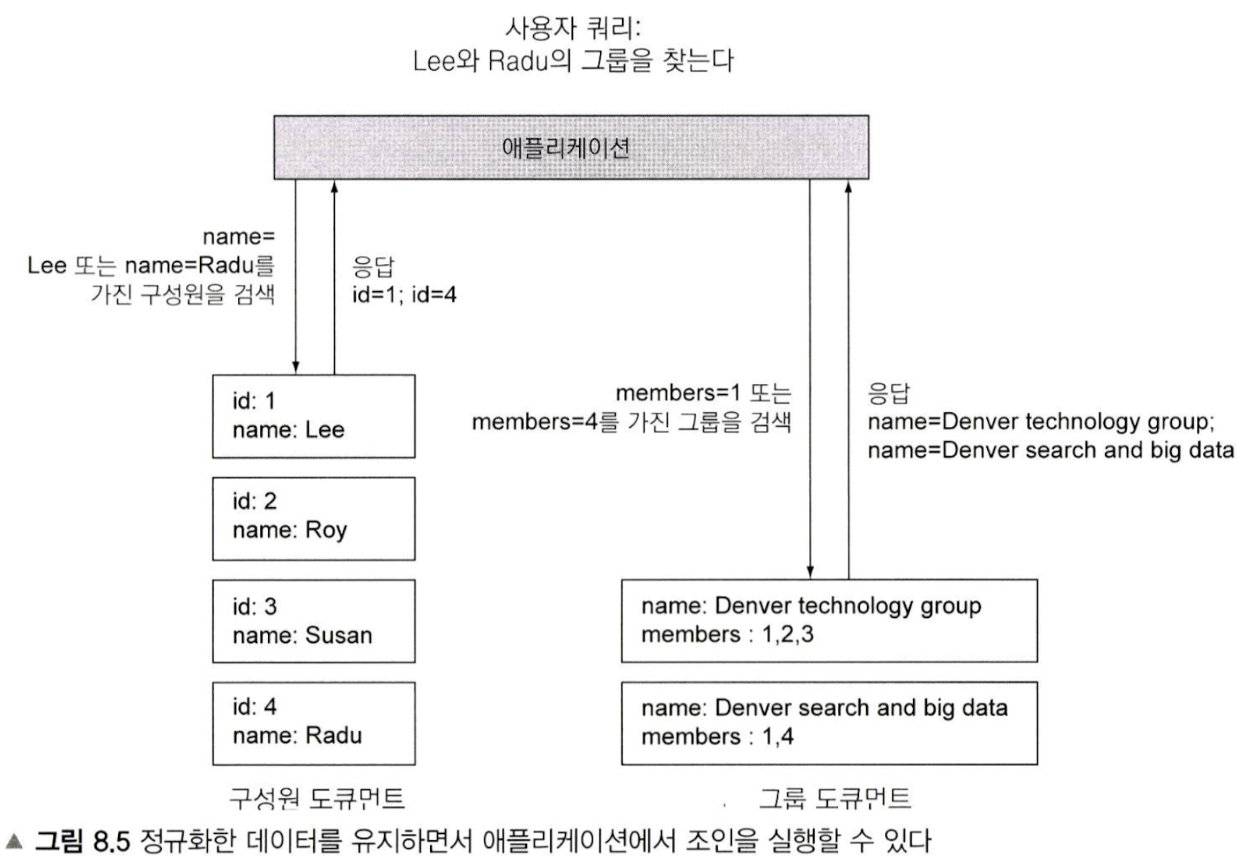 사용자 쿼리:
Lee와 Radu의 그룹을 찾는다
애플리케이션
name=
Lee 또는 name=Radu를
가진 구성원을 검색
응답
id=1; id=4
id: 1
name: Lee
id: 2
name: Roy
id: 3
name: Susan
id: 4
name: Radu
구성원 도큐먼트
members=1 또는
members=4를 가진 그룹을 검색
응답
name=Denver technology group;
name=Denver search and big data
name: Denver technology group
members : 1,2,3
name: Denver search and big data
members : 1,4
그룹 도큐먼트
▲ 그림 8.5 정규화한 데이터를 유지하면서 애플리케이션에서 조인을 실행할 수 있다